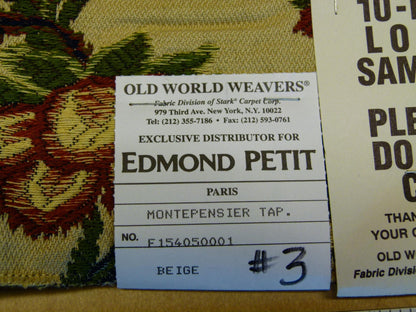 OLD WORLD WEAVERS®
Fabric Division of Stark® Carpet Corp.
979 Third Ave. New York, N.Y. 10022
Tel: (212) 355-7186 • Fax: (212) 593-0761
EXCLUSIVE DISTRIBUTOR FOR
EDMOND PETIT
PARIS
MONTEPENSIER TAP.
NO. F154050001
BEIGE #3
10-
LO
SAM
PLE
DO
C
THAN
YOUR C
OLD W
Fabric Divisio